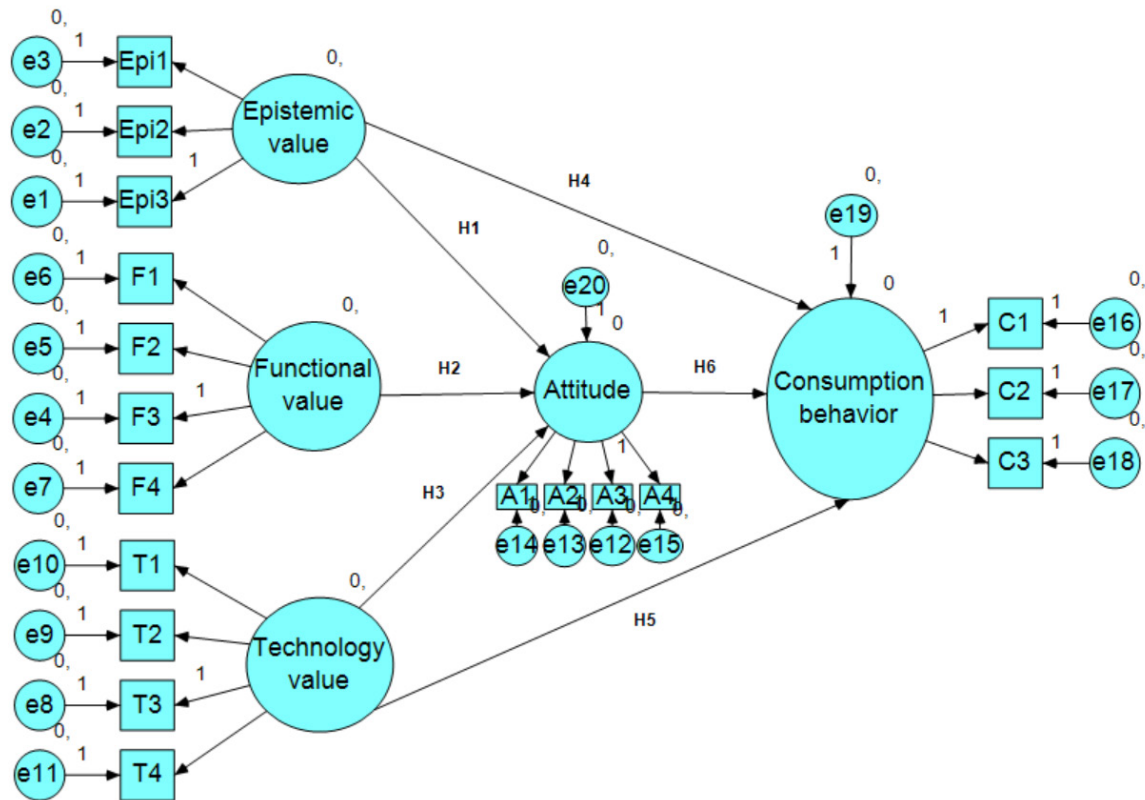 0,
e3
1
Epi1
0,
e2
1
Epi2
0,
e1
1
Epi3
0,
Epistemic
value
1
0,
e6
1
F1
0,
e5
1
F2
0,
e4
1
F3
0,
e7
1
F4
0,
Functional
value
1
0,
e10
1
T1
0,
e9
1
T2
0,
e8
1
T3
0,
e11
1
T4
0,
Technology
value
1
H1
H2
H3
H4
H5
H6
0,
e20
1
0
Attitude
1
A1
A2
A3
A4
0,
0,
0,
0,
e14
e13
e12
e15
0,
e19
1
0
Consumption
behavior
1
C1
1
0,
e16
C2
1
0,
e17
C3
1
0,
e18